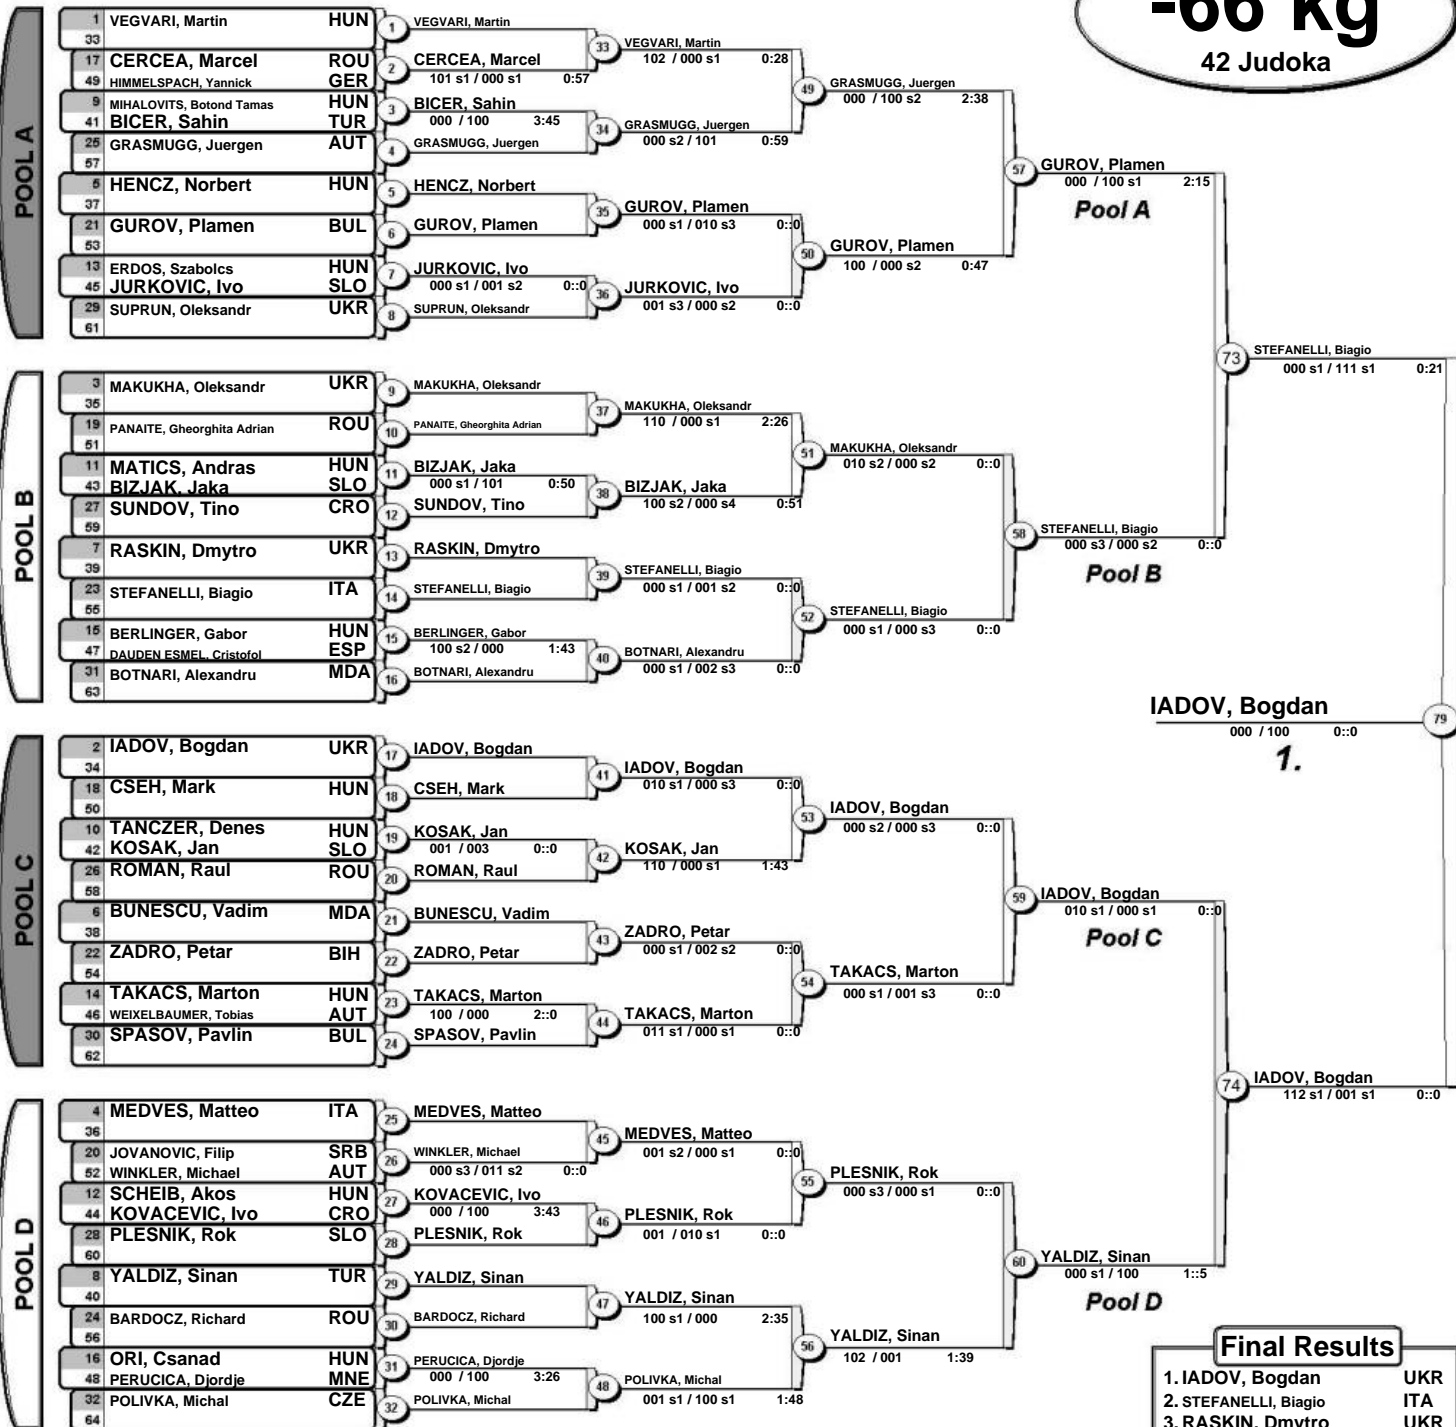 -66 kg
42 Judoka
POOL A
1 VEGVARI, Martin HUN
33
17 CERCEA, Marcel ROU
49 HIMMELSPACH, Yannick GER
9 MIHALOVITS, Botond Tamas HUN
41 BICER, Sahin TUR
25 GRASMUGG, Juergen AUT
57
5 HENCZ, Norbert HUN
37
21 GUROV, Plamen BUL
53
13 ERDOS, Szabolcs HUN
45 JURKOVIC, Ivo SLO
29 SUPRUN, Oleksandr UKR
61
1 VEGVARI, Martin
2 CERCEA, Marcel
101 s1 / 000 s1 0:57
3 BICER, Sahin
000 / 100 3:45
4 GRASMUGG, Juergen
5 HENCZ, Norbert
6 GUROV, Plamen
7 JURKOVIC, Ivo
000 s1 / 001 s2 0::0
8 SUPRUN, Oleksandr
33 VEGVARI, Martin
102 / 000 s1 0:28
34 GRASMUGG, Juergen
000 s2 / 101 0:59
35 GUROV, Plamen
000 s1 / 010 s3 0::0
36 JURKOVIC, Ivo
001 s3 / 000 s2 0::0
49 GRASMUGG, Juergen
000 / 100 s2 2:38
50 GUROV, Plamen
100 / 000 s2 0:47
57 GUROV, Plamen
000 / 100 s1 2:15
Pool A
POOL B
3 MAKUKHA, Oleksandr UKR
35
19 PANAITE, Gheorghita Adrian ROU
51
11 MATICS, Andras HUN
43 BIZJAK, Jaka SLO
27 SUNDOV, Tino CRO
59
7 RASKIN, Dmytro UKR
39
23 STEFANELLI, Biagio ITA
55
15 BERLINGER, Gabor HUN
47 DAUDEN ESMEL, Cristofol ESP
31 BOTNARI, Alexandru MDA
63
9 MAKUKHA, Oleksandr
10 PANAITE, Gheorghita Adrian
11 BIZJAK, Jaka
000 s1 / 101 0:50
12 SUNDOV, Tino
13 RASKIN, Dmytro
14 STEFANELLI, Biagio
15 BERLINGER, Gabor
100 s2 / 000 1:43
16 BOTNARI, Alexandru
37 MAKUKHA, Oleksandr
110 / 000 s1 2:26
38 BIZJAK, Jaka
100 s2 / 000 s4 0:51
39 STEFANELLI, Biagio
000 s1 / 001 s2 0::0
40 BOTNARI, Alexandru
000 s1 / 002 s3 0::0
51 MAKUKHA, Oleksandr
010 s2 / 000 s2 0::0
52 STEFANELLI, Biagio
000 s1 / 000 s3 0::0
58 STEFANELLI, Biagio
000 s3 / 000 s2 0::0
Pool B
73 STEFANELLI, Biagio
000 s1 / 111 s1 0:21
IADOV, Bogdan 79
000 / 100 0::0
1.
POOL C
2 IADOV, Bogdan UKR
34
18 CSEH, Mark HUN
50
10 TANCZER, Denes HUN
42 KOSAK, Jan SLO
26 ROMAN, Raul ROU
58
6 BUNESCU, Vadim MDA
38
22 ZADRO, Petar BIH
54
14 TAKACS, Marton HUN
46 WEIXELBAUMER, Tobias AUT
30 SPASOV, Pavlin BUL
62
17 IADOV, Bogdan
18 CSEH, Mark
19 KOSAK, Jan
001 / 003 0::0
20 ROMAN, Raul
21 BUNESCU, Vadim
22 ZADRO, Petar
23 TAKACS, Marton
100 / 000 2::0
24 SPASOV, Pavlin
41 IADOV, Bogdan
010 s1 / 000 s3 0::0
42 KOSAK, Jan
110 / 000 s1 1:43
43 ZADRO, Petar
000 s1 / 002 s2 0::0
44 TAKACS, Marton
011 s1 / 000 s1 0::0
53 IADOV, Bogdan
000 s2 / 000 s3 0::0
54 TAKACS, Marton
000 s1 / 001 s3 0::0
59 IADOV, Bogdan
010 s1 / 000 s1 0::0
Pool C
74 IADOV, Bogdan
112 s1 / 001 s1 0::0
POOL D
4 MEDVES, Matteo ITA
36
20 JOVANOVIC, Filip SRB
52 WINKLER, Michael AUT
12 SCHEIB, Akos HUN
44 KOVACEVIC, Ivo CRO
28 PLESNIK, Rok SLO
60
8 YALDIZ, Sinan TUR
40
24 BARDOCZ, Richard ROU
56
16 ORI, Csanad HUN
48 PERUCICA, Djordje MNE
32 POLIVKA, Michal CZE
64
25 MEDVES, Matteo
26 WINKLER, Michael
000 s3 / 011 s2 0::0
27 KOVACEVIC, Ivo
000 / 100 3:43
28 PLESNIK, Rok
29 YALDIZ, Sinan
30 BARDOCZ, Richard
31 PERUCICA, Djordje
000 / 100 3:26
32 POLIVKA, Michal
45 MEDVES, Matteo
001 s2 / 000 s1 0::0
46 PLESNIK, Rok
001 / 010 s1 0::0
47 YALDIZ, Sinan
100 s1 / 000 2:35
48 POLIVKA, Michal
001 s1 / 100 s1 1:48
55 PLESNIK, Rok
000 s3 / 000 s1 0::0
56 YALDIZ, Sinan
102 / 001 1:39
60 YALDIZ, Sinan
000 s1 / 100 1::5
Pool D
Final Results
1. IADOV, Bogdan UKR
2. STEFANELLI, Biagio ITA
3. RASKIN, Dmytro UKR